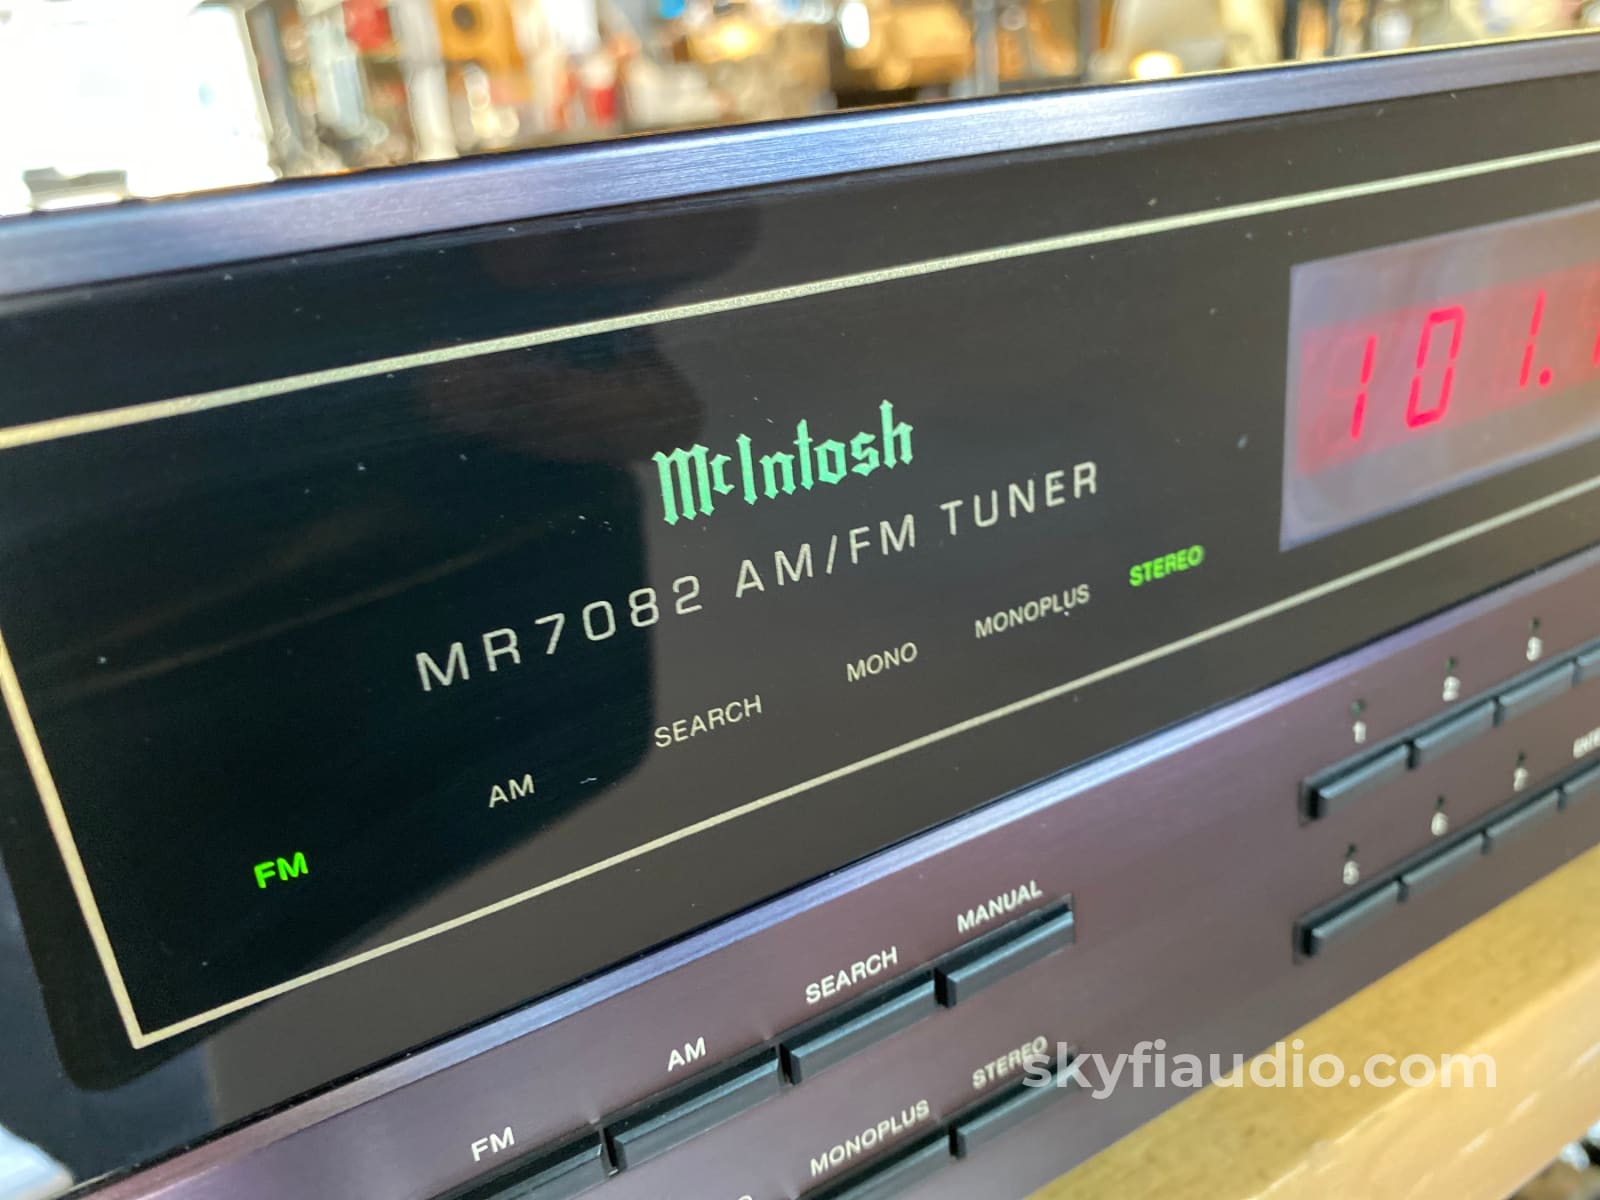 McIntosh
MR7082 AM/FM TUNER
FM AM SEARCH MONO MONOPLUS STEREO
101.
1 2 3
5 6 7
FM AM SEARCH MANUAL
MONOPLUS STEREO
skyfiaudio.com